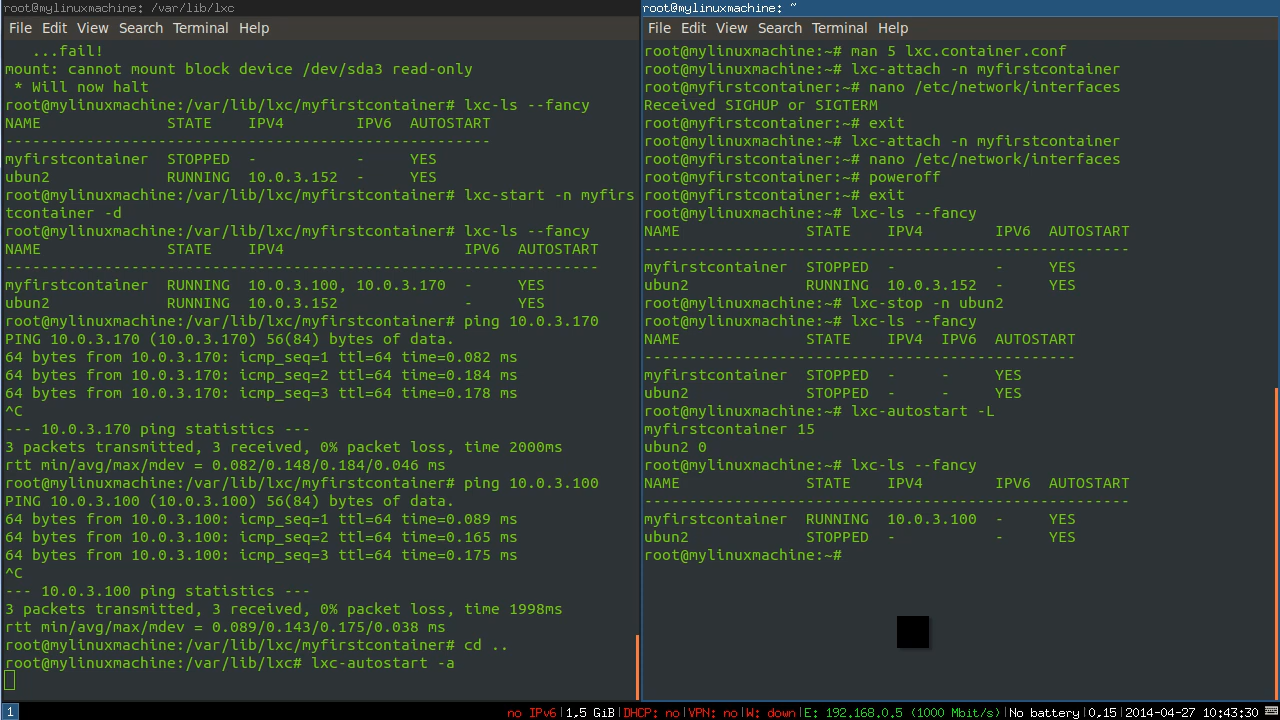 root@mylinuxmachine: /var/lib/lxc
File Edit View Search Terminal Help
...fail!
mount: cannot mount block device /dev/sda3 read-only
* Will now halt
root@mylinuxmachine:/var/lib/lxc/myfirstcontainer# lxc-ls --fancy
NAME STATE IPV4 IPV6 AUTOSTART
------------------------------------------------------
myfirstcontainer STOPPED - - YES
ubun2 RUNNING 10.0.3.152 - YES
root@mylinuxmachine:/var/lib/lxc/myfirstcontainer# lxc-start -n myfirs
tcontainer -d
root@mylinuxmachine:/var/lib/lxc/myfirstcontainer# lxc-ls --fancy
NAME STATE IPV4 IPV6 AUTOSTART
------------------------------------------------------------------
myfirstcontainer RUNNING 10.0.3.100, 10.0.3.170 - YES
ubun2 RUNNING 10.0.3.152 - YES
root@mylinuxmachine:/var/lib/lxc/myfirstcontainer# ping 10.0.3.170
PING 10.0.3.170 (10.0.3.170) 56(84) bytes of data.
64 bytes from 10.0.3.170: icmp_seq=1 ttl=64 time=0.082 ms
64 bytes from 10.0.3.170: icmp_seq=2 ttl=64 time=0.184 ms
64 bytes from 10.0.3.170: icmp_seq=3 ttl=64 time=0.178 ms
^C
--- 10.0.3.170 ping statistics ---
3 packets transmitted, 3 received, 0% packet loss, time 2000ms
rtt min/avg/max/mdev = 0.082/0.148/0.184/0.046 ms
root@mylinuxmachine:/var/lib/lxc/myfirstcontainer# ping 10.0.3.100
PING 10.0.3.100 (10.0.3.100) 56(84) bytes of data.
64 bytes from 10.0.3.100: icmp_seq=1 ttl=64 time=0.089 ms
64 bytes from 10.0.3.100: icmp_seq=2 ttl=64 time=0.165 ms
64 bytes from 10.0.3.100: icmp_seq=3 ttl=64 time=0.175 ms
^C
--- 10.0.3.100 ping statistics ---
3 packets transmitted, 3 received, 0% packet loss, time 1998ms
rtt min/avg/max/mdev = 0.089/0.143/0.175/0.038 ms
root@mylinuxmachine:/var/lib/lxc/myfirstcontainer# cd ..
root@mylinuxmachine:/var/lib/lxc# lxc-autostart -a
root@mylinuxmachine: ~
File Edit View Search Terminal Help
root@mylinuxmachine:~# man 5 lxc.container.conf
root@mylinuxmachine:~# lxc-attach -n myfirstcontainer
root@myfirstcontainer:~# nano /etc/network/interfaces
Received SIGHUP or SIGTERM
root@myfirstcontainer:~# exit
root@mylinuxmachine:~# lxc-attach -n myfirstcontainer
root@myfirstcontainer:~# nano /etc/network/interfaces
root@myfirstcontainer:~# poweroff
root@myfirstcontainer:~# exit
root@mylinuxmachine:~# lxc-ls --fancy
NAME STATE IPV4 IPV6 AUTOSTART
------------------------------------------------------
myfirstcontainer STOPPED - - YES
ubun2 RUNNING 10.0.3.152 - YES
root@mylinuxmachine:~# lxc-stop -n ubun2
root@mylinuxmachine:~# lxc-ls --fancy
NAME STATE IPV4 IPV6 AUTOSTART
------------------------------------------------
myfirstcontainer STOPPED - - YES
ubun2 STOPPED - - YES
root@mylinuxmachine:~# lxc-autostart -L
myfirstcontainer 15
ubun2 0
root@mylinuxmachine:~# lxc-ls --fancy
NAME STATE IPV4 IPV6 AUTOSTART
------------------------------------------------------
myfirstcontainer RUNNING 10.0.3.100 - YES
ubun2 STOPPED - - YES
root@mylinuxmachine:~#
1
no IPv6|1,5 GiB|DHCP: no|VPN: no|W: down|E: 192.168.0.5 (1000 Mbit/s)|No battery|0.15|2014-04-27 10:43:30